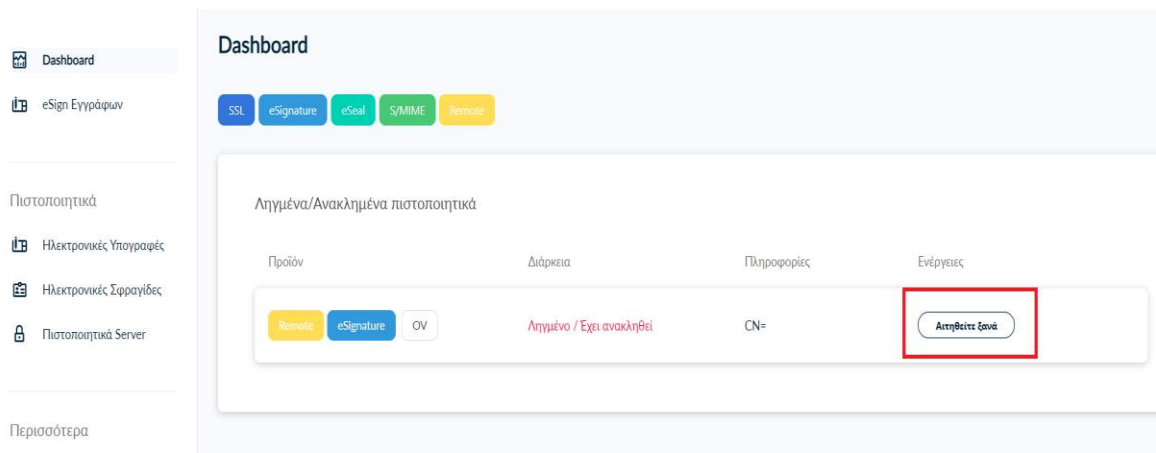 Dashboard
eSign Εγγράφων
Πιστοποιητικά
Ηλεκτρονικές Υπογραφές
Ηλεκτρονικές Σφραγίδες
Πιστοποιητικά Server
Περισσότερα
Dashboard
SSL eSignature eSeal S/MIME Remote
Ληγμένα/Ανακλημένα πιστοποιητικά
Προϊόν Διάρκεια Πληροφορίες Ενέργειες
Remote eSignature OV Ληγμένο / Έχει ανακληθεί CN= Αιτηθείτε ξανά